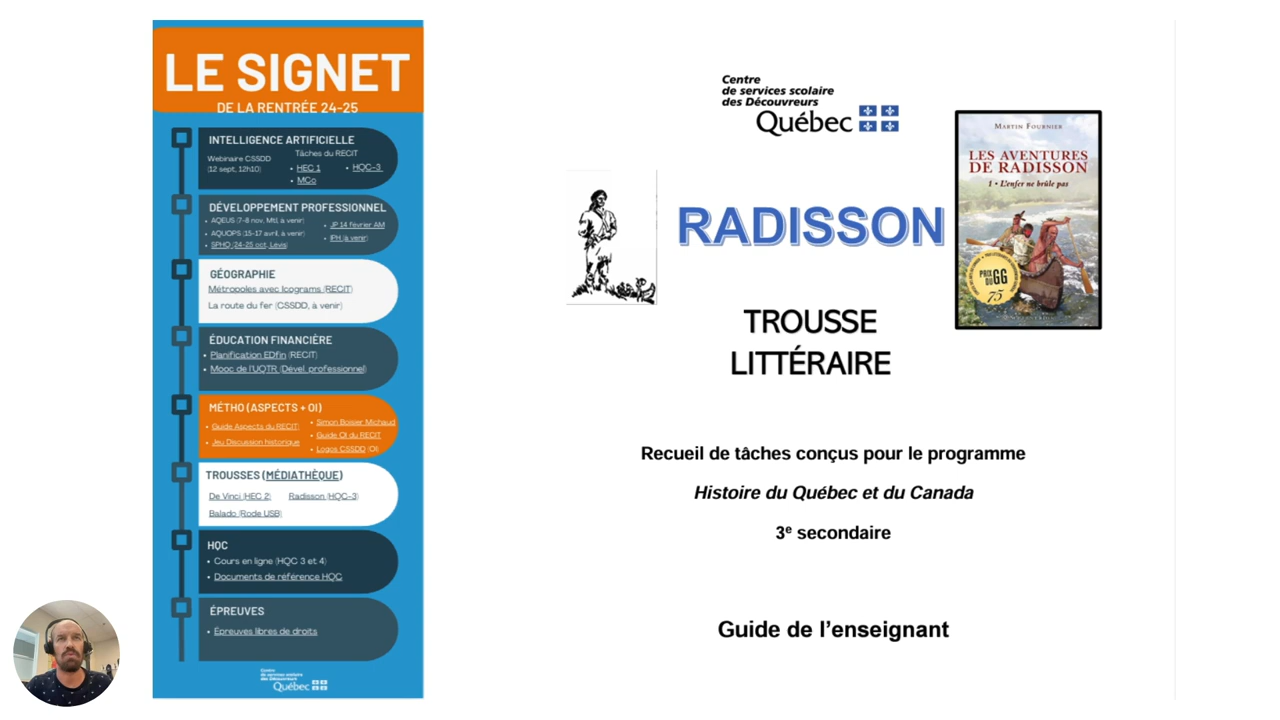 LE SIGNET
DE LA RENTRÉE 24-25
INTELLIGENCE ARTIFICIELLE
Webinaire CSSDD
(12 sept, 12h10)
Tâches du RECIT
• HEC 1
• HQC-3
• MCo
DÉVELOPPEMENT PROFESSIONNEL
• AQEUS (7-8 nov, Mtl, à venir)
• AQUOPS (15-17 avril, à venir)
• SPHQ (24-25 oct, Levis)
• JP 14 février AM
• IPH (à venir)
GÉOGRAPHIE
Métropoles avec Icograms (RECIT)
La route du fer (CSSDD, à venir)
ÉDUCATION FINANCIÈRE
• Planification EDfin (RECIT)
• Mooc de l'UQTR (Dével. professionnel)
MÉTHO (ASPECTS + OI)
• Guide Aspects du RECIT
• Jeu Discussion historique
• Simon Boisier Michaud
• Guide OI du RECIT
• Logos CSSDD (OI)
TROUSSES (MÉDIATHÈQUE)
De Vinci (HEC 2)
Radisson (HQC-3)
Balado (Rode USB)
HQC
• Cours en ligne (HQC 3 et 4)
• Documents de référence HQC
ÉPREUVES
• Épreuves libres de droits
Centre
de services scolaire
des Découvreurs
Québec
Centre
de services scolaire
des Découvreurs
Québec
RADISSON
TROUSSE
LITTÉRAIRE
MARTIN FOURNIER
LES AVENTURES
DE RADISSON
1 • L'enfer ne brûle pas
PRIX
DU GG
75
Recueil de tâches conçus pour le programme
Histoire du Québec et du Canada
3e secondaire
Guide de l'enseignant